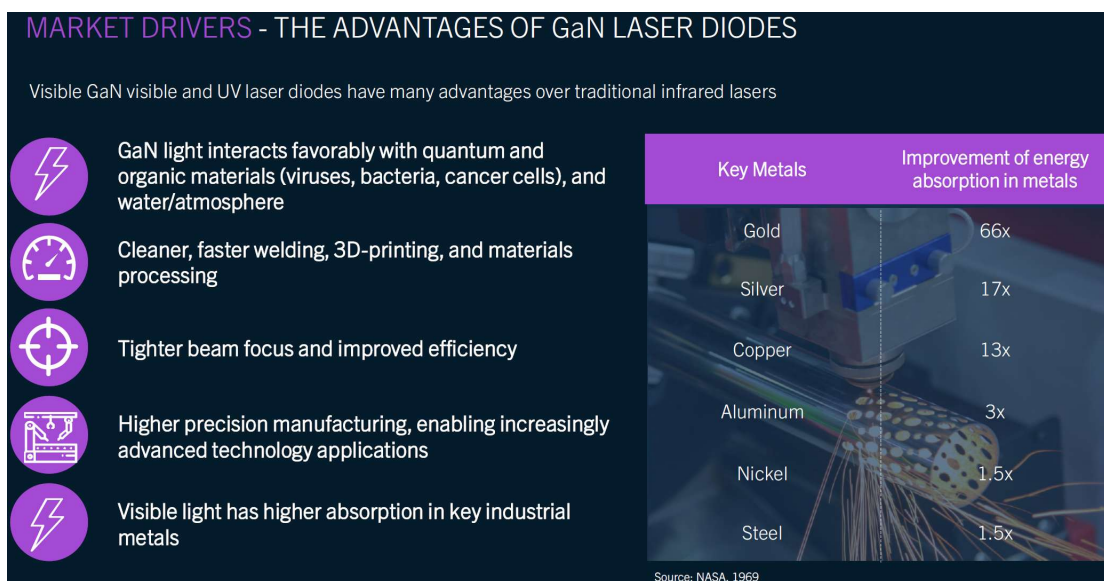 MARKET DRIVERS - THE ADVANTAGES OF GaN LASER DIODES
Visible GaN visible and UV laser diodes have many advantages over traditional infrared lasers
GaN light interacts favorably with quantum and
organic materials (viruses, bacteria, cancer cells), and
water/atmosphere
Cleaner, faster welding, 3D-printing, and materials
processing
Tighter beam focus and improved efficiency
Higher precision manufacturing, enabling increasingly
advanced technology applications
Visible light has higher absorption in key industrial
metals
Key Metals
Improvement of energy
absorption in metals
Gold 66x
Silver 17x
Copper 13x
Aluminum 3x
Nickel 1.5x
Steel 1.5x
Source: NASA, 1969